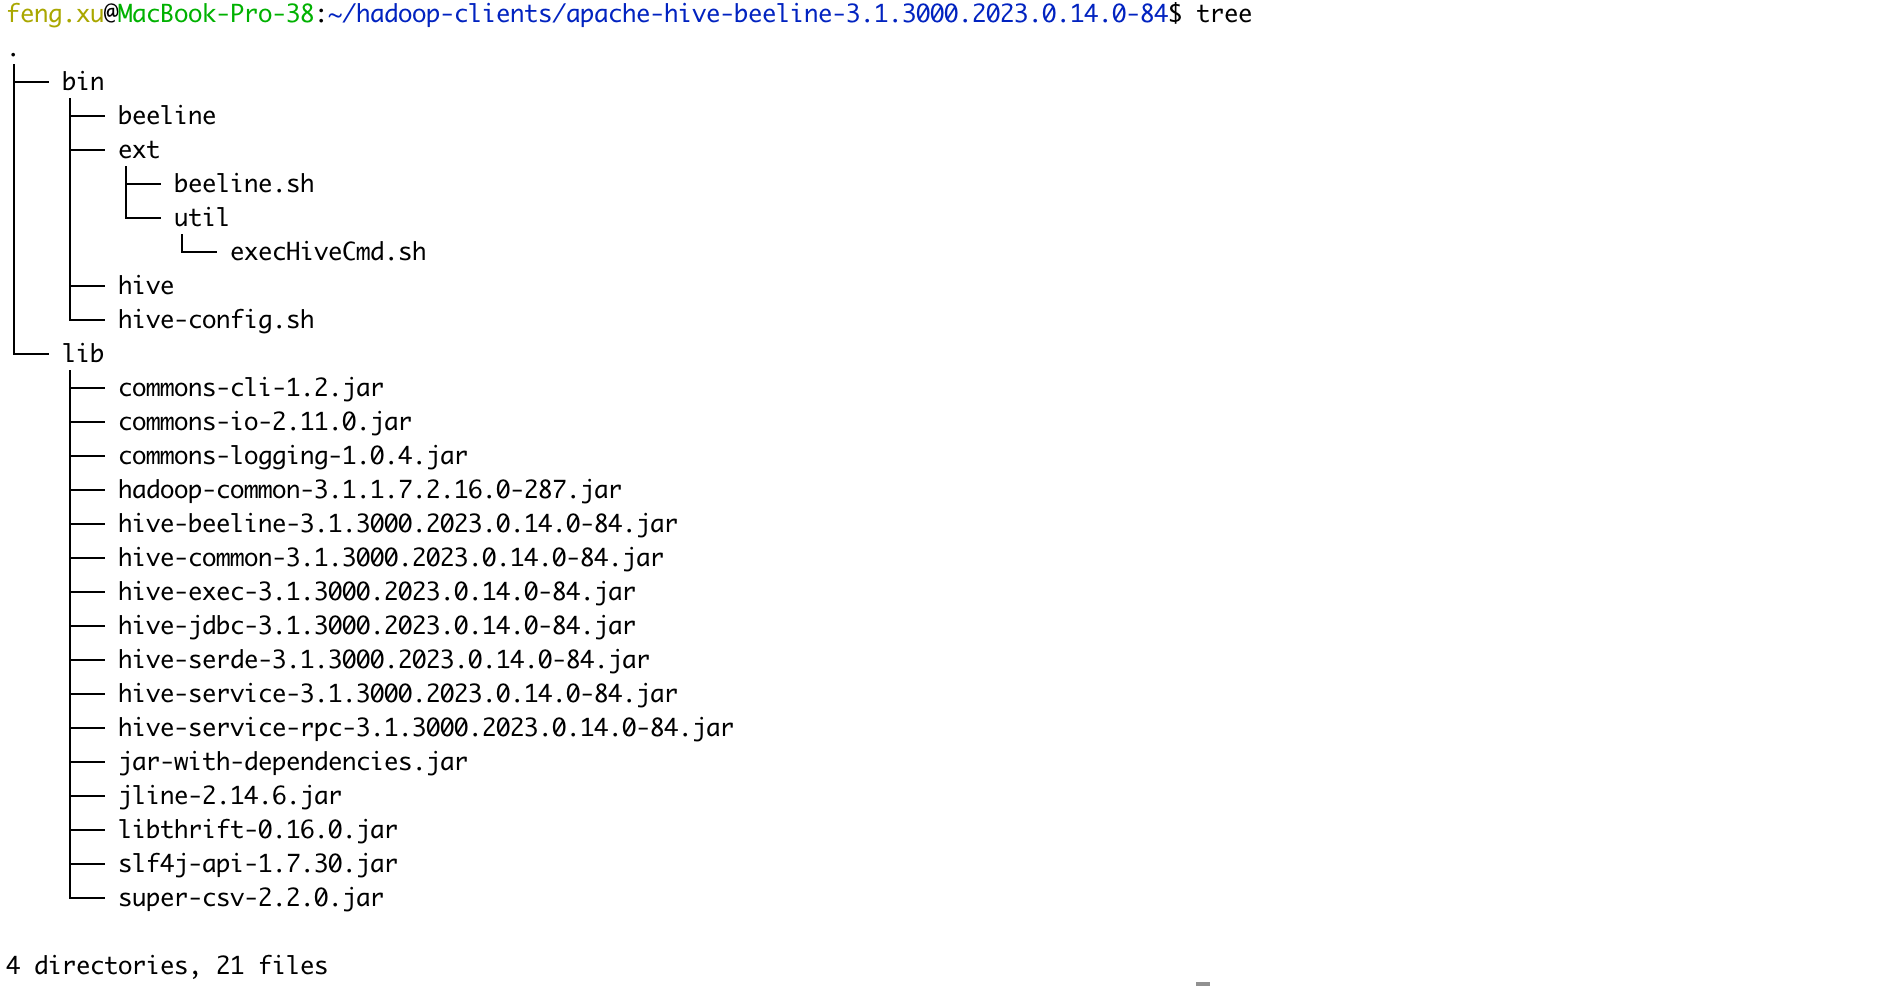 feng.xu@MacBook-Pro-38:~/hadoop-clients/apache-hive-beeline-3.1.3000.2023.0.14.0-84$ tree
.
├── bin
│   ├── beeline
│   ├── ext
│   │   ├── beeline.sh
│   │   └── util
│   │       └── execHiveCmd.sh
│   ├── hive
│   └── hive-config.sh
└── lib
    ├── commons-cli-1.2.jar
    ├── commons-io-2.11.0.jar
    ├── commons-logging-1.0.4.jar
    ├── hadoop-common-3.1.1.7.2.16.0-287.jar
    ├── hive-beeline-3.1.3000.2023.0.14.0-84.jar
    ├── hive-common-3.1.3000.2023.0.14.0-84.jar
    ├── hive-exec-3.1.3000.2023.0.14.0-84.jar
    ├── hive-jdbc-3.1.3000.2023.0.14.0-84.jar
    ├── hive-serde-3.1.3000.2023.0.14.0-84.jar
    ├── hive-service-3.1.3000.2023.0.14.0-84.jar
    ├── hive-service-rpc-3.1.3000.2023.0.14.0-84.jar
    ├── jar-with-dependencies.jar
    ├── jline-2.14.6.jar
    ├── libthrift-0.16.0.jar
    ├── slf4j-api-1.7.30.jar
    └── super-csv-2.2.0.jar
4 directories, 21 files